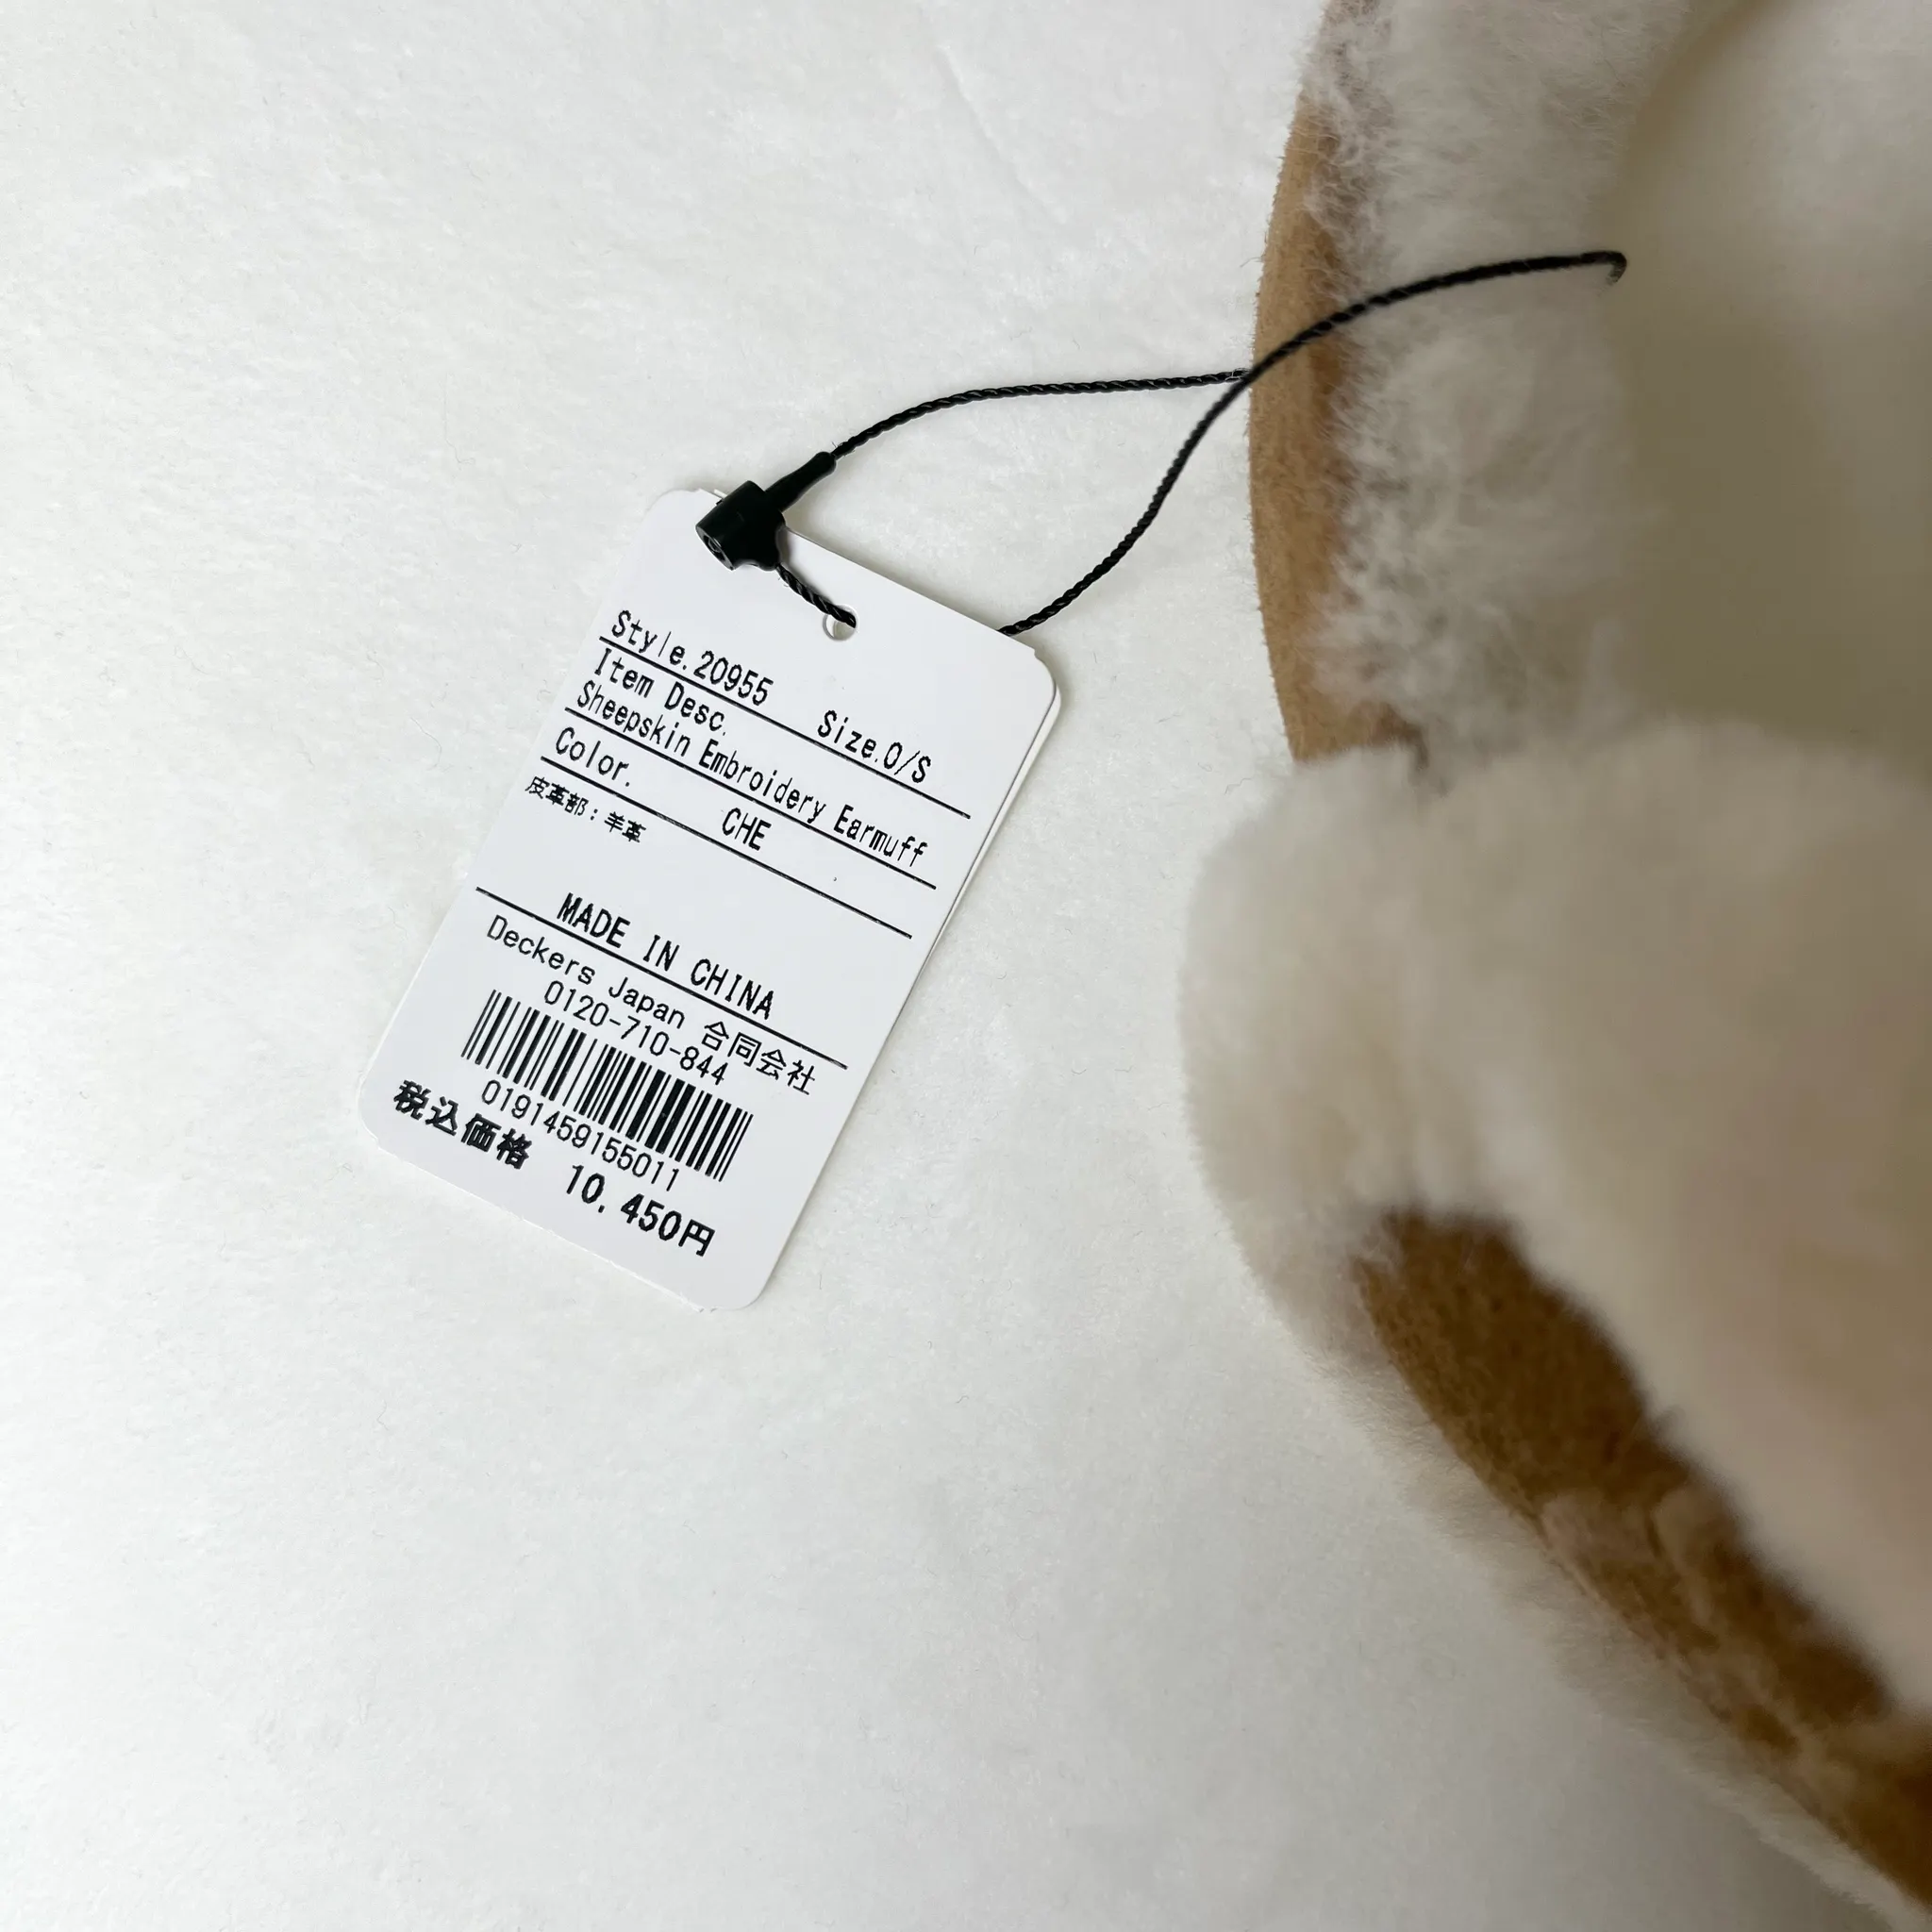 Style.20955 Size.O/S
Item Desc.
Sheepskin Embroidery Earmuff
Color. CHE
皮革部:羊革
MADE IN CHINA
Deckers Japan 合同会社
0120-710-844
0191459155011
税込価格 10,450円